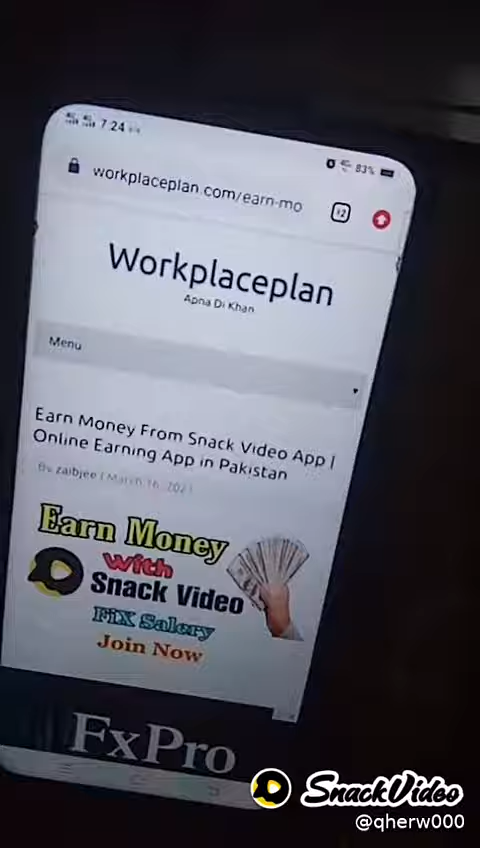 7:24
83%
workplaceplan.com/earn-mo
12
Workplaceplan
Apna Di Khan
Menu
Earn Money From Snack Video App |
Online Earning App in Pakistan
By zaibjee | March 16, 2021
Earn Money
With
Snack Video
FiX Salery
Join Now
FxPro
SnackVideo
@qherw000